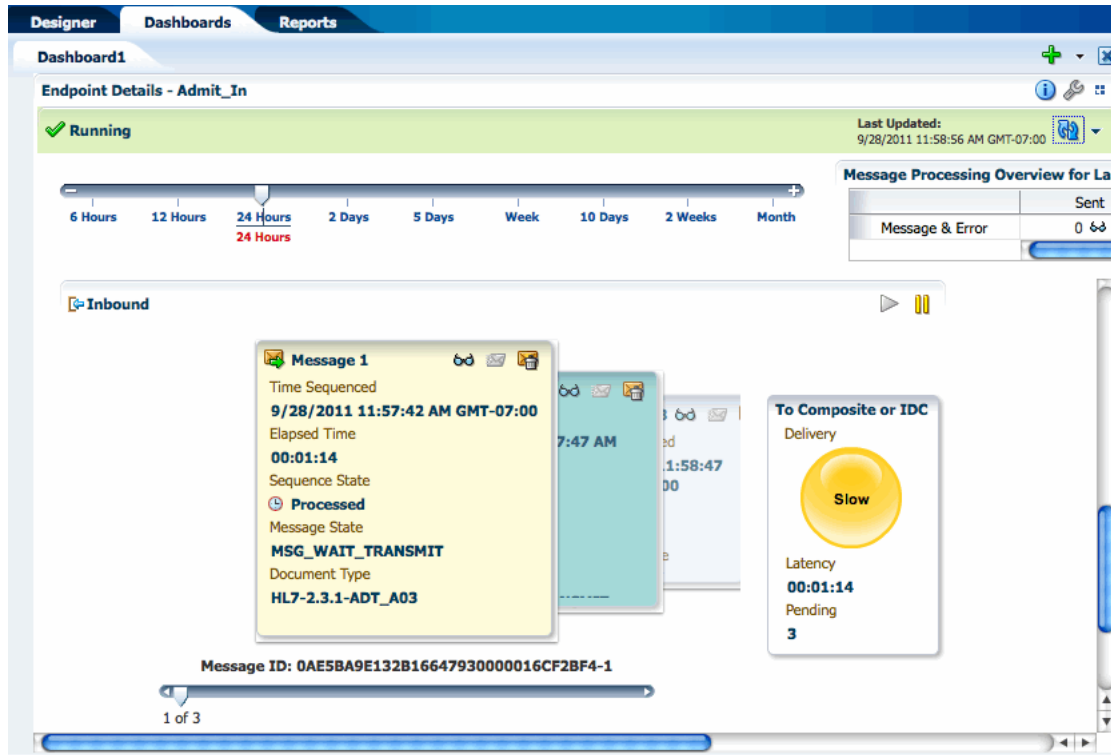 Designer Dashboards Reports
Dashboard1
Endpoint Details - Admit_In
Running
Last Updated:
9/28/2011 11:58:56 AM GMT-07:00
6 Hours 12 Hours 24 Hours 2 Days 5 Days Week 10 Days 2 Weeks Month
24 Hours
Message Processing Overview for La
Sent
Message & Error 0
Inbound
Message 1
Time Sequenced
9/28/2011 11:57:42 AM GMT-07:00
Elapsed Time
00:01:14
Sequence State
Processed
Message State
MSG_WAIT_TRANSMIT
Document Type
HL7-2.3.1-ADT_A03
7:47 AM
ed
1:58:47
00
e
To Composite or IDC
Delivery
Slow
Latency
00:01:14
Pending
3
Message ID: 0AE5BA9E132B16647930000016CF2BF4-1
1 of 3